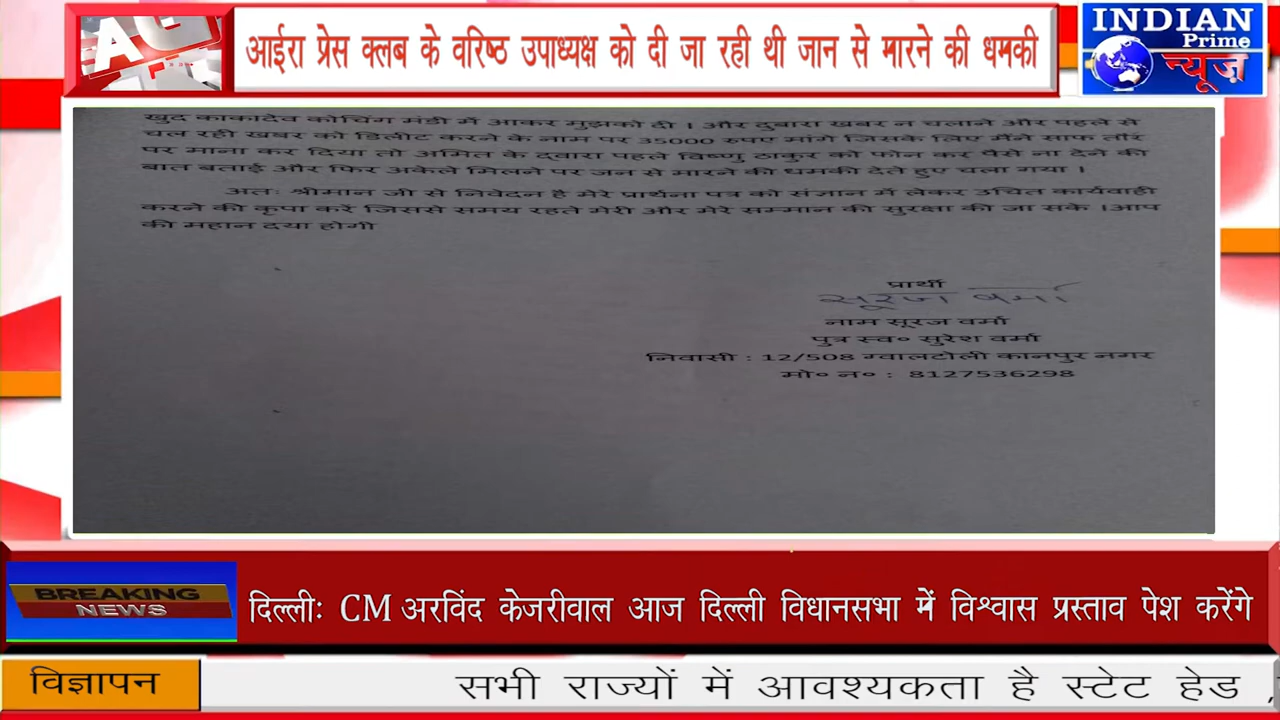 आईरा प्रेस क्लब के वरिष्ठ उपाध्यक्ष को दी जा रही थी जान से मारने की धमकी
INDIAN
Prime
न्यूज़
खुद काकादेव कोचिंग मंडी में आकर मुझको दी । और दुबारा खबर न चलाने और पहले से
चल रही खबर को डिलीट करने के नाम पर 35000 रुपए मांगे जिसके लिए मैंने साफ तौर
पर माना कर दिया तो अमित के द्वारा पहले विष्णु ठाकुर को फोन कर पैसे ना देने की
बात बताई और फिर अकेले मिलने पर जन से मारने की धमकी देते हुए चला गया ।
अतः श्रीमान जी से निवेदन है मेरे प्रार्थना पत्र को संज्ञान में लेकर उचित कार्यवाही
करने की कृपा करें जिससे समय रहते मेरी और मेरे सम्मान की सुरक्षा की जा सके ।आप
की महान दया होगी
प्रार्थी
सूरज वर्मा
नाम सूरज वर्मा
पुत्र स्व० सुरेश वर्मा
निवासी : 12/508 ग्वालटोली कानपुर नगर
मो० न० : 8127536298
BREAKING
NEWS
दिल्लीः CM अरविंद केजरीवाल आज दिल्ली विधानसभा में विश्वास प्रस्ताव पेश करेंगे
विज्ञापन
सभी राज्यों में आवश्यकता है स्टेट हेड ,